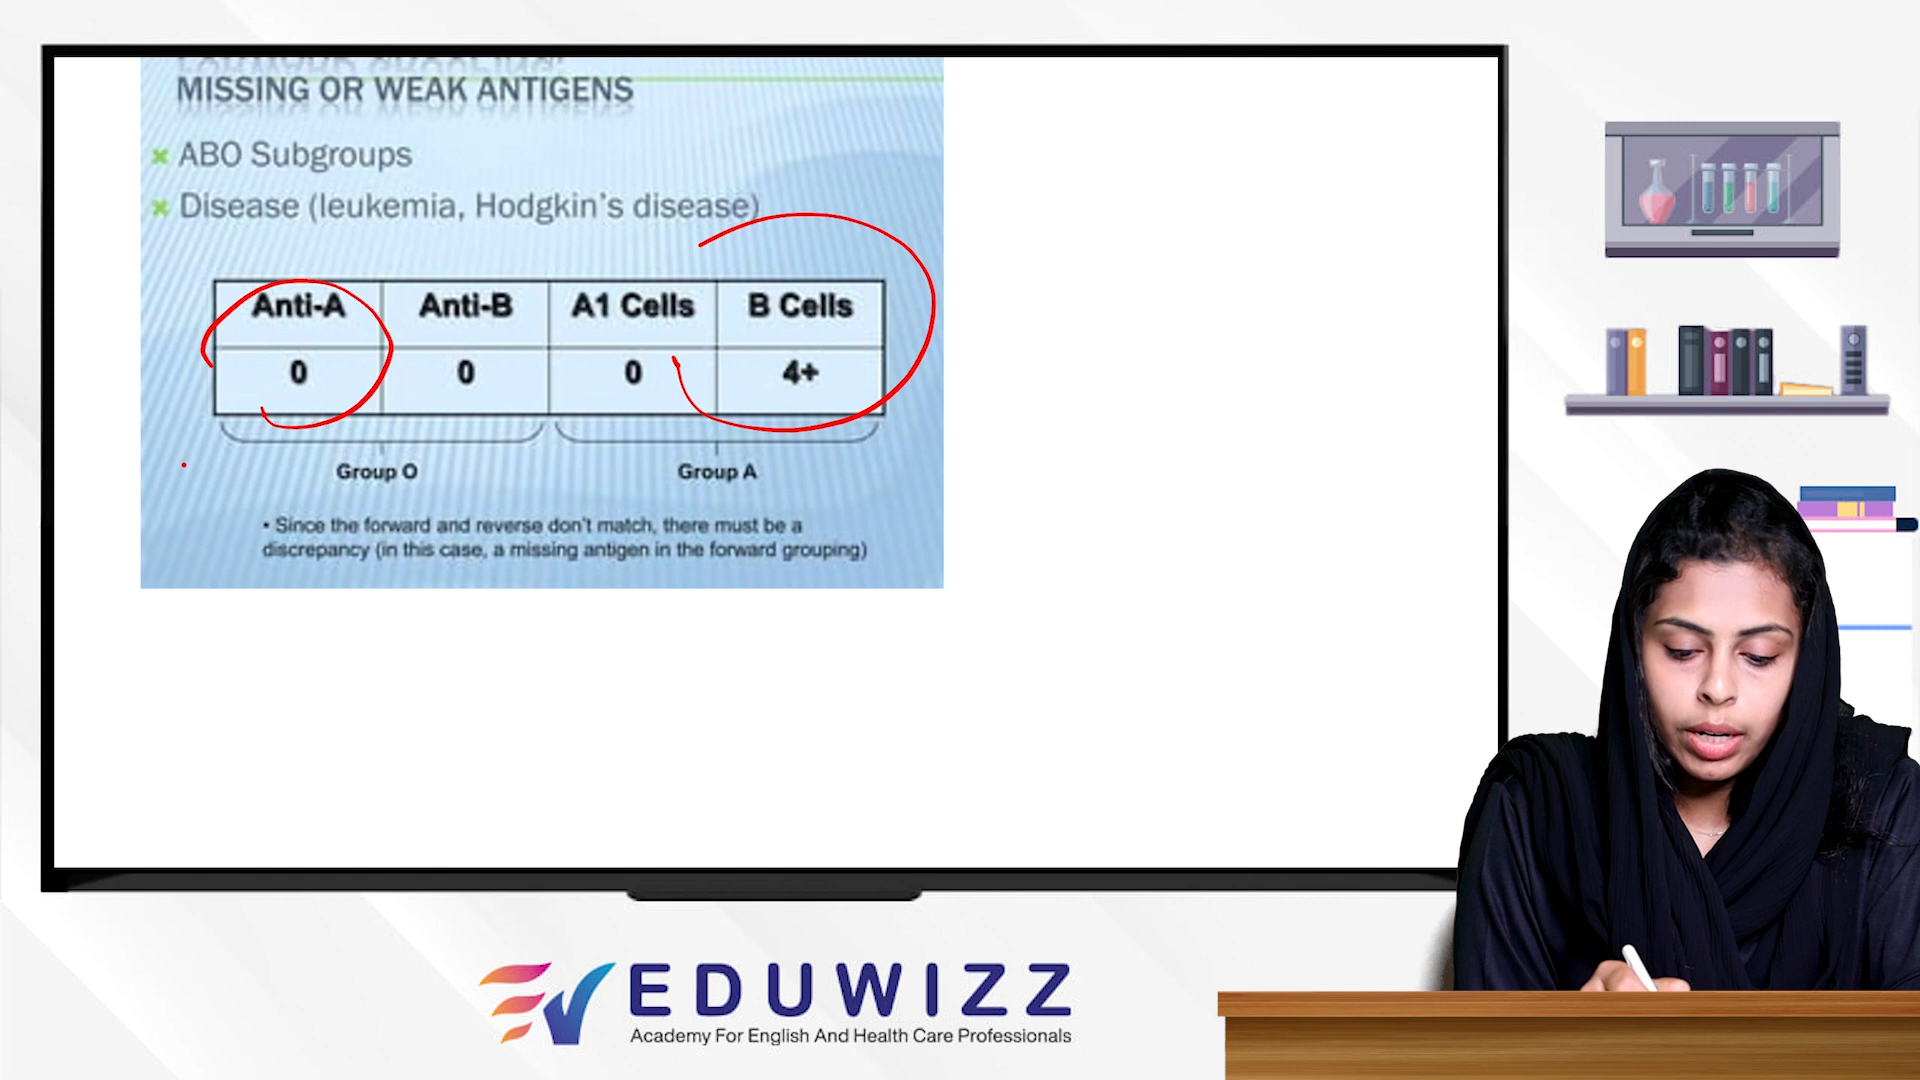 MISSING OR WEAK ANTIGENS
ABO Subgroups
Disease (leukemia, Hodgkin's disease)
Anti-A Anti-B A1 Cells B Cells
0 0 0 4+
Group O Group A
• Since the forward and reverse don't match, there must be a
discrepancy (in this case, a missing antigen in the forward grouping)
EDUWIZZ
Academy For English And Health Care Professionals